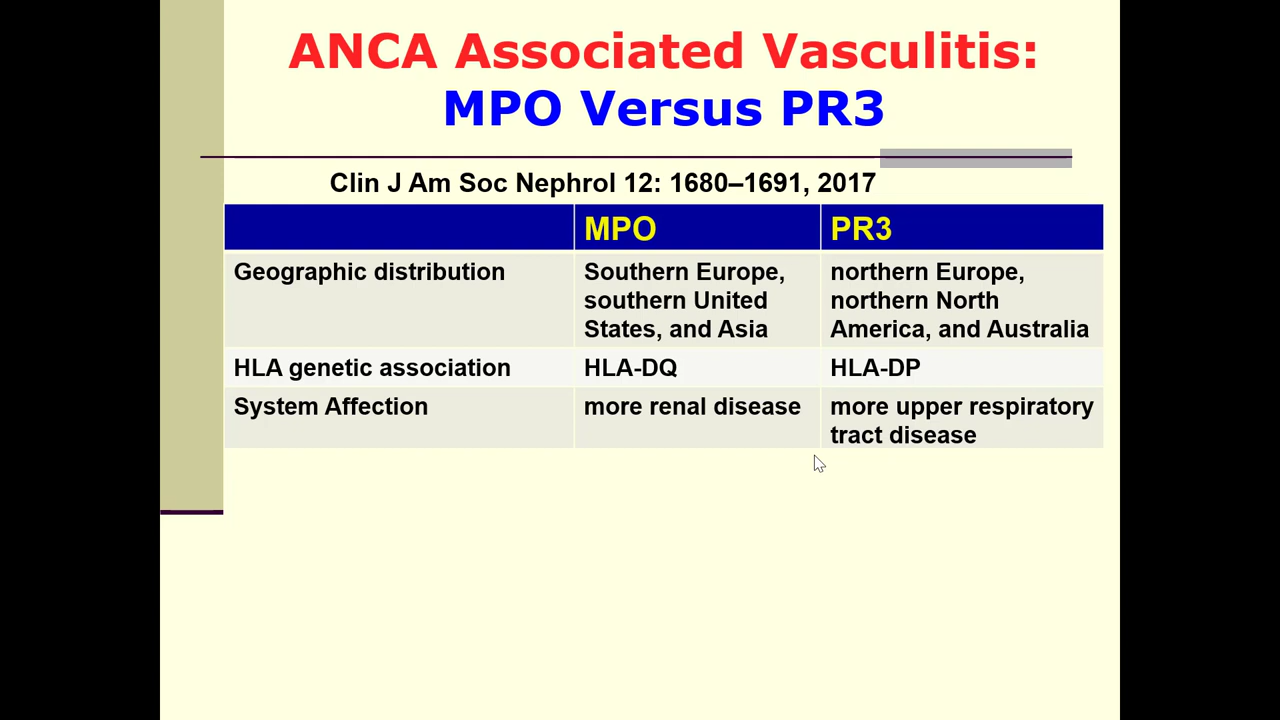 ANCA Associated Vasculitis:
MPO Versus PR3
Clin J Am Soc Nephrol 12: 1680–1691, 2017
MPO
PR3
Geographic distribution
Southern Europe,
southern United
States, and Asia
northern Europe,
northern North
America, and Australia
HLA genetic association
HLA-DQ
HLA-DP
System Affection
more renal disease
more upper respiratory
tract disease